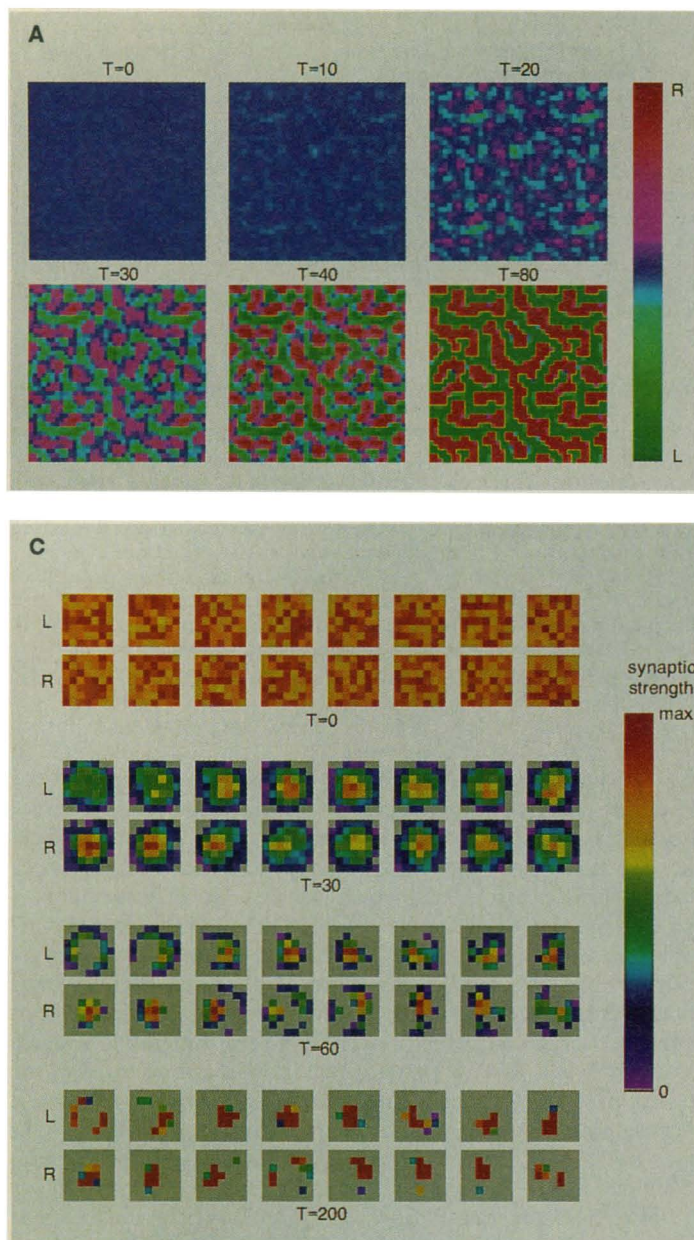 A
T=0
T=10
T=20
R
T=30
T=40
T=80
L
C
L
R
T=0
synaptic
strength
max
L
R
T=30
L
R
T=60
0
L
R
T=200